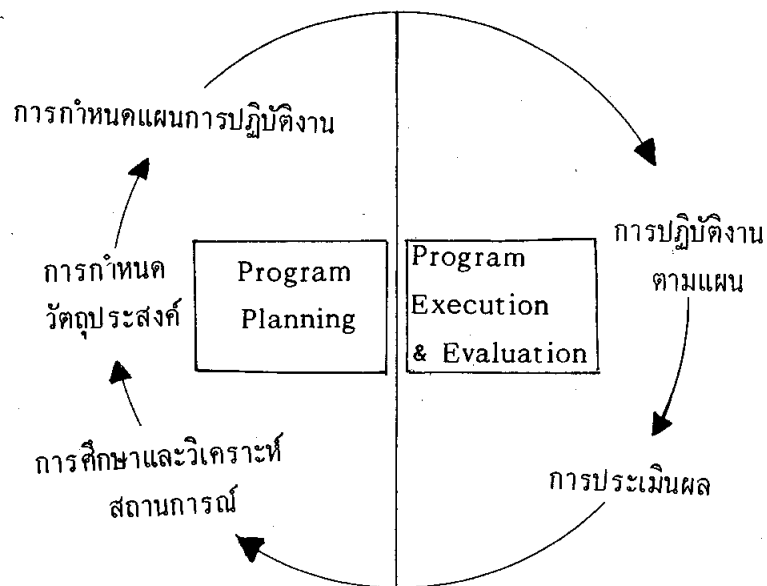 การกำหนดแผนการปฏิบัติงาน
การปฏิบัติงาน
ตามแผน
การกำหนด
วัตถุประสงค์
Program
Planning
Program
Execution
& Evaluation
การศึกษาและวิเคราะห์
สถานการณ์
การประเมินผล